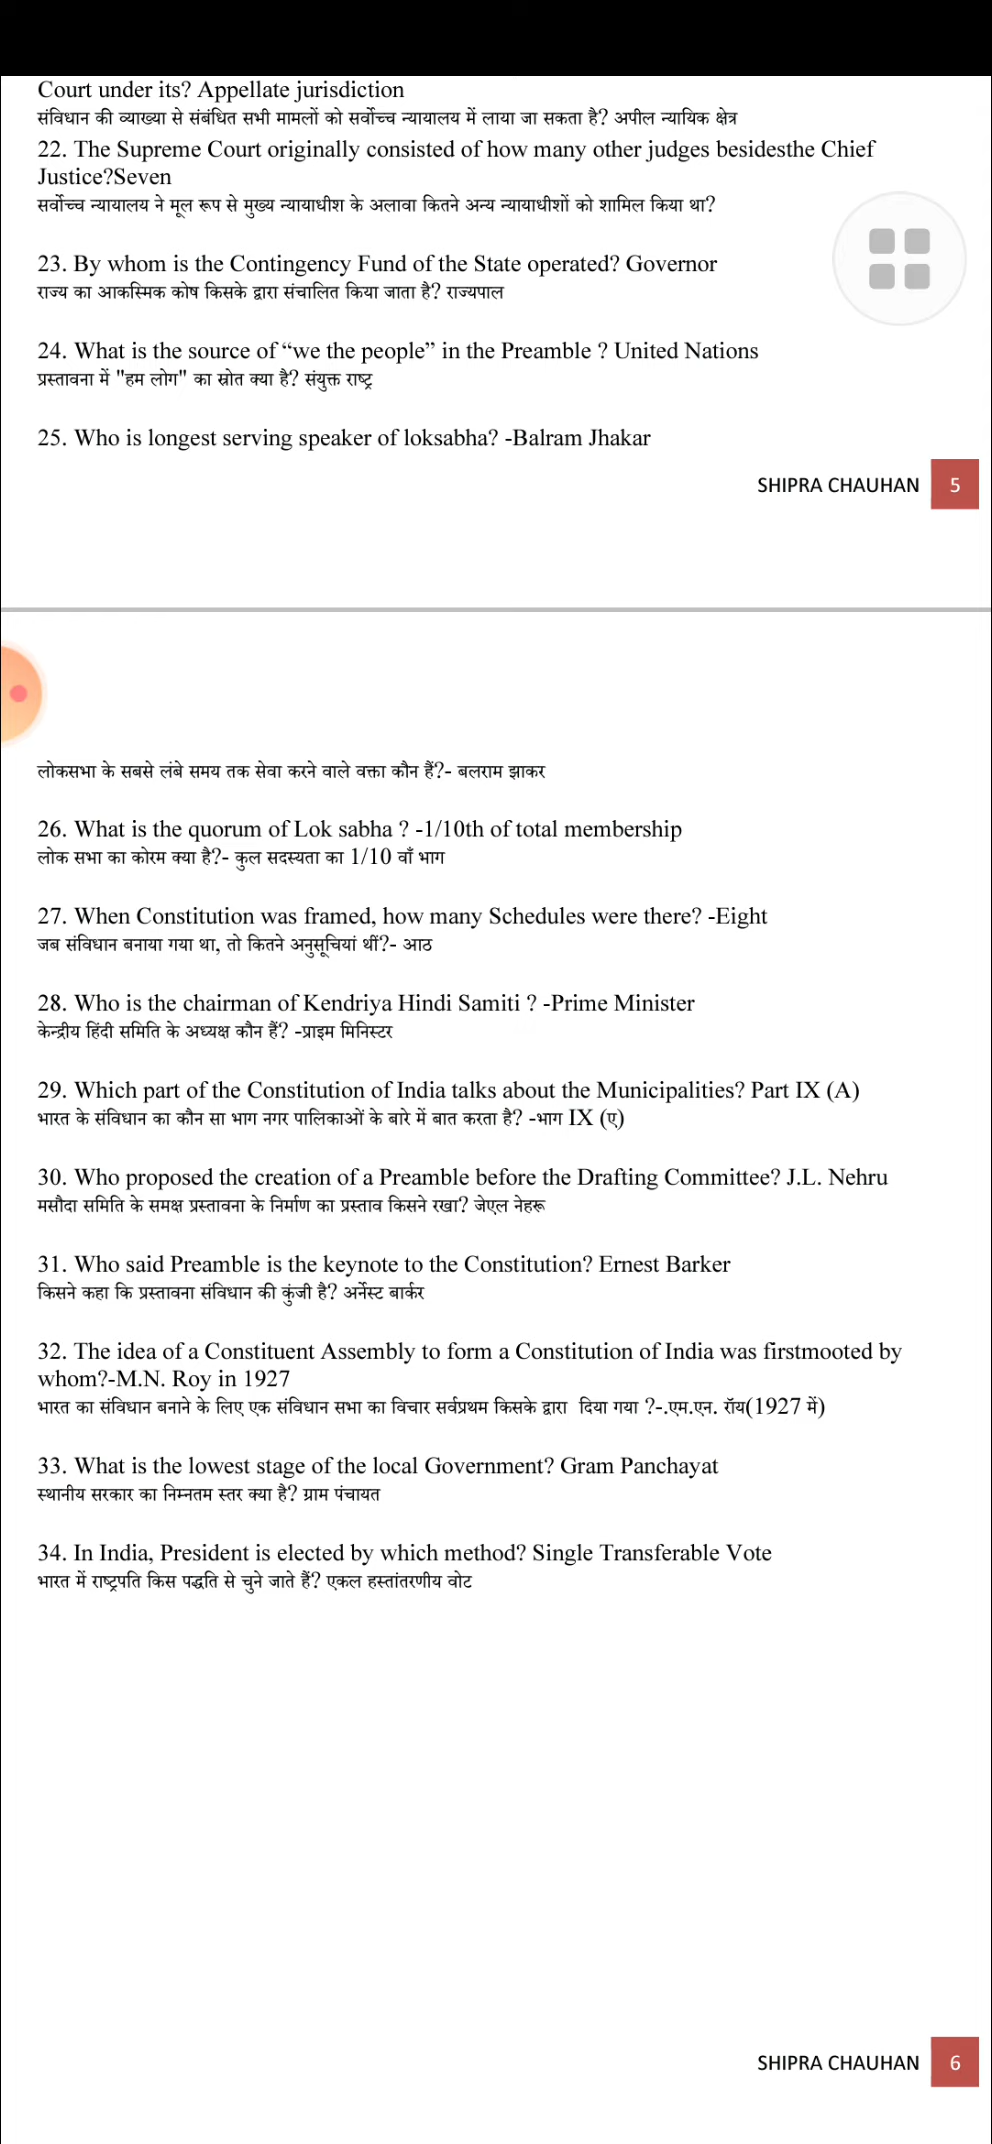 Court under its? Appellate jurisdiction
संविधान की व्याख्या से संबंधित सभी मामलों को सर्वोच्च न्यायालय में लाया जा सकता है? अपील न्यायिक क्षेत्र
22. The Supreme Court originally consisted of how many other judges besidesthe Chief
Justice?Seven
सर्वोच्च न्यायालय ने मूल रूप से मुख्य न्यायाधीश के अलावा कितने अन्य न्यायाधीशों को शामिल किया था?
23. By whom is the Contingency Fund of the State operated? Governor
राज्य का आकस्मिक कोष किसके द्वारा संचालित किया जाता है? राज्यपाल
24. What is the source of “we the people” in the Preamble ? United Nations
प्रस्तावना में "हम लोग" का स्रोत क्या है? संयुक्त राष्ट्र
25. Who is longest serving speaker of loksabha? -Balram Jhakar
SHIPRA CHAUHAN 5
लोकसभा के सबसे लंबे समय तक सेवा करने वाले वक्ता कौन हैं?- बलराम झाकर
26. What is the quorum of Lok sabha ? -1/10th of total membership
लोक सभा का कोरम क्या है?- कुल सदस्यता का 1/10 वाँ भाग
27. When Constitution was framed, how many Schedules were there? -Eight
जब संविधान बनाया गया था, तो कितने अनुसूचियां थीं?- आठ
28. Who is the chairman of Kendriya Hindi Samiti ? -Prime Minister
केन्द्रीय हिंदी समिति के अध्यक्ष कौन हैं? -प्राइम मिनिस्टर
29. Which part of the Constitution of India talks about the Municipalities? Part IX (A)
भारत के संविधान का कौन सा भाग नगर पालिकाओं के बारे में बात करता है? -भाग IX (ए)
30. Who proposed the creation of a Preamble before the Drafting Committee? J.L. Nehru
मसौदा समिति के समक्ष प्रस्तावना के निर्माण का प्रस्ताव किसने रखा? जेएल नेहरू
31. Who said Preamble is the keynote to the Constitution? Ernest Barker
किसने कहा कि प्रस्तावना संविधान की कुंजी है? अर्नेस्ट बार्कर
32. The idea of a Constituent Assembly to form a Constitution of India was firstmooted by
whom?-M.N. Roy in 1927
भारत का संविधान बनाने के लिए एक संविधान सभा का विचार सर्वप्रथम किसके द्वारा दिया गया ?-.एम.एन. रॉय(1927 में)
33. What is the lowest stage of the local Government? Gram Panchayat
स्थानीय सरकार का निम्नतम स्तर क्या है? ग्राम पंचायत
34. In India, President is elected by which method? Single Transferable Vote
भारत में राष्ट्रपति किस पद्धति से चुने जाते हैं? एकल हस्तांतरणीय वोट
SHIPRA CHAUHAN 6